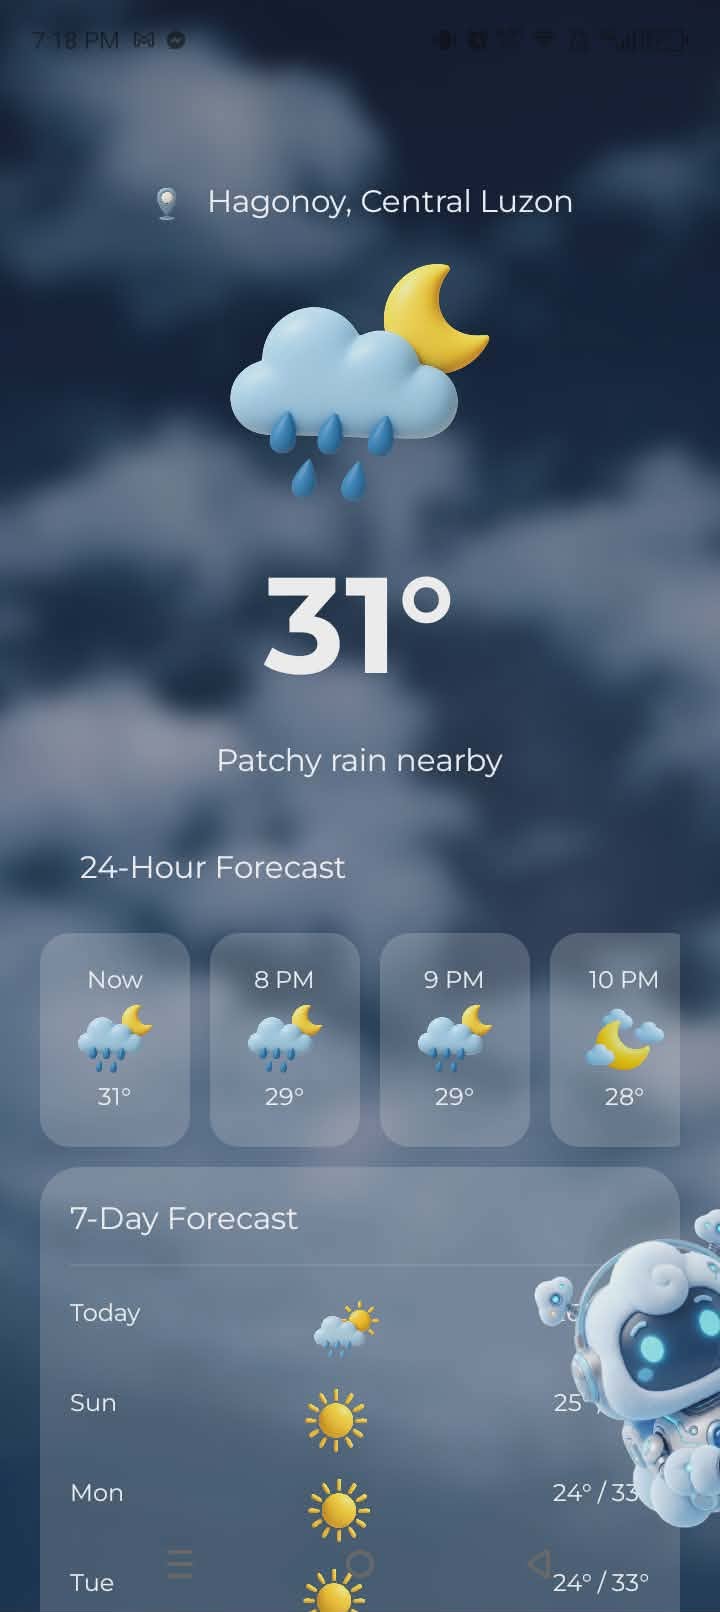 7:18 PM
Hagonoy, Central Luzon
31°
Patchy rain nearby
24-Hour Forecast
Now 8 PM 9 PM 10 PM
31° 29° 29° 28°
7-Day Forecast
Today
Sun 25°
Mon 24° / 33
Tue 24° / 33°